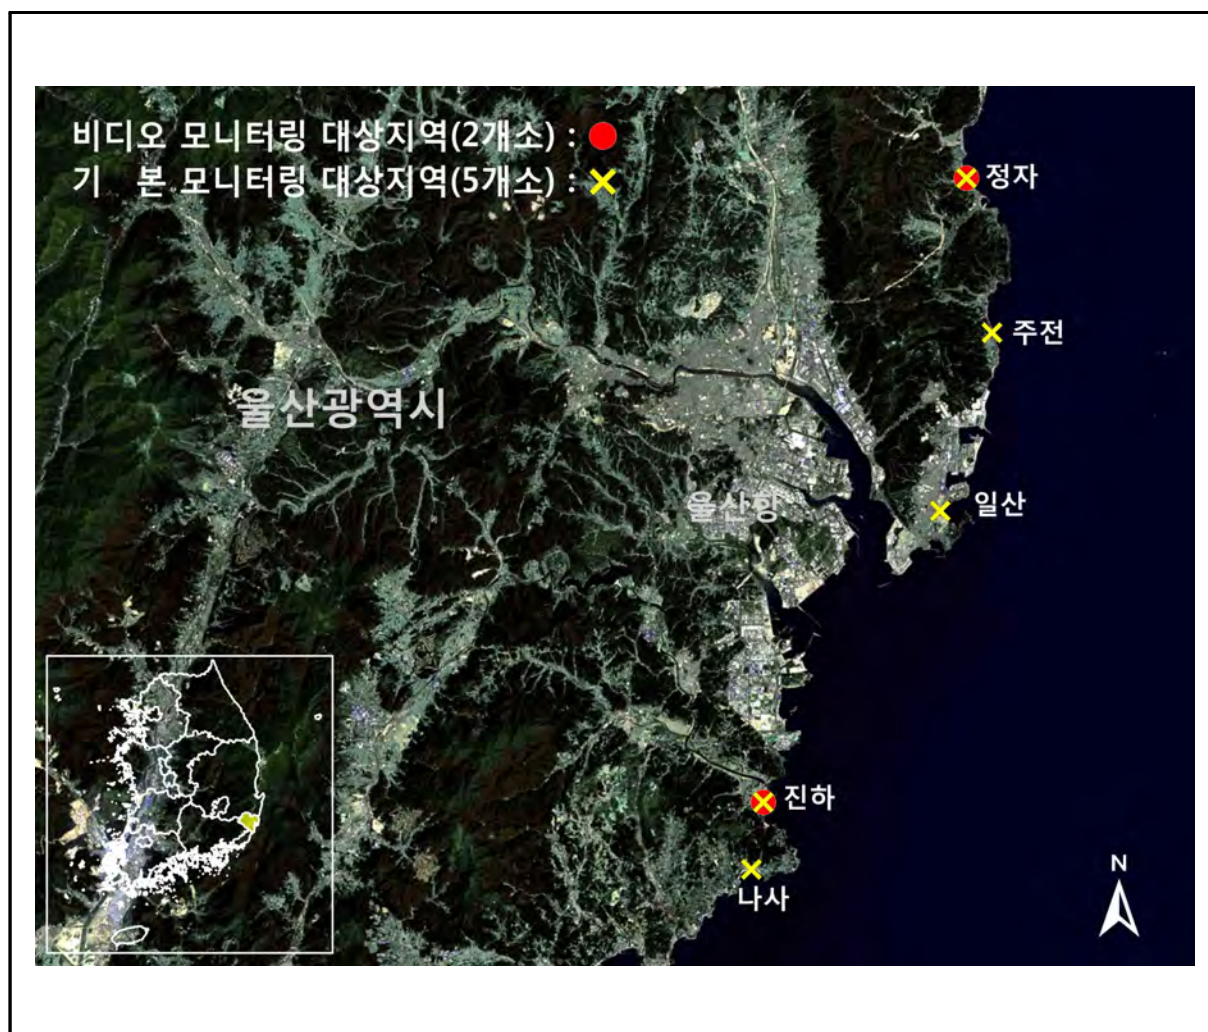 비디오 모니터링 대상지역(2개소) :
기 본 모니터링 대상지역(5개소) :
정자
주전
울산광역시
울산항
일산
진하
나사
N